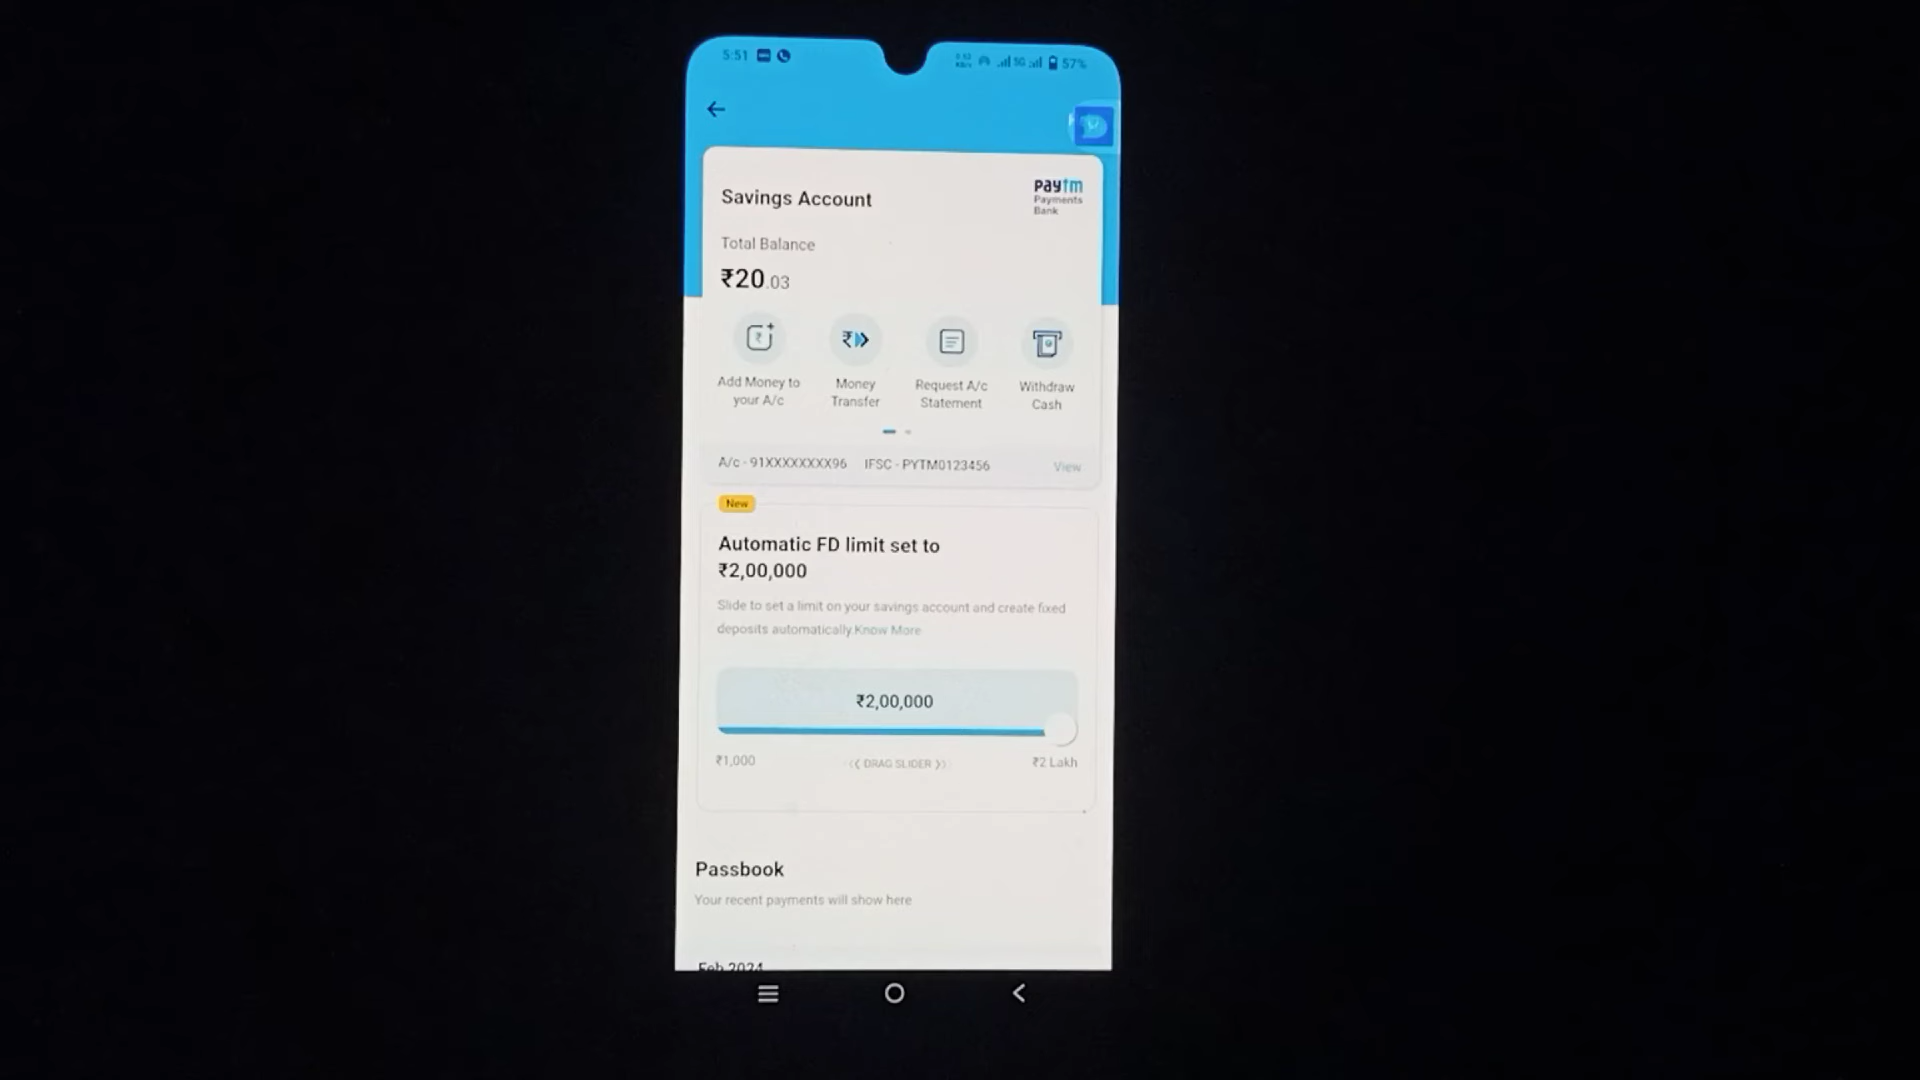 5:51
5G 57%
Savings Account
paytm
Payments
Bank
Total Balance
₹20.03
Add Money to
your A/c
Money
Transfer
Request A/c
Statement
Withdraw
Cash
A/c - 91XXXXXXXX96 IFSC - PYTM0123456 View
New
Automatic FD limit set to
₹2,00,000
Slide to set a limit on your savings account and create fixed
deposits automatically.Know More
₹2,00,000
₹1,000 DRAG SLIDER ₹2 Lakh
Passbook
Your recent payments will show here
Feb 2024